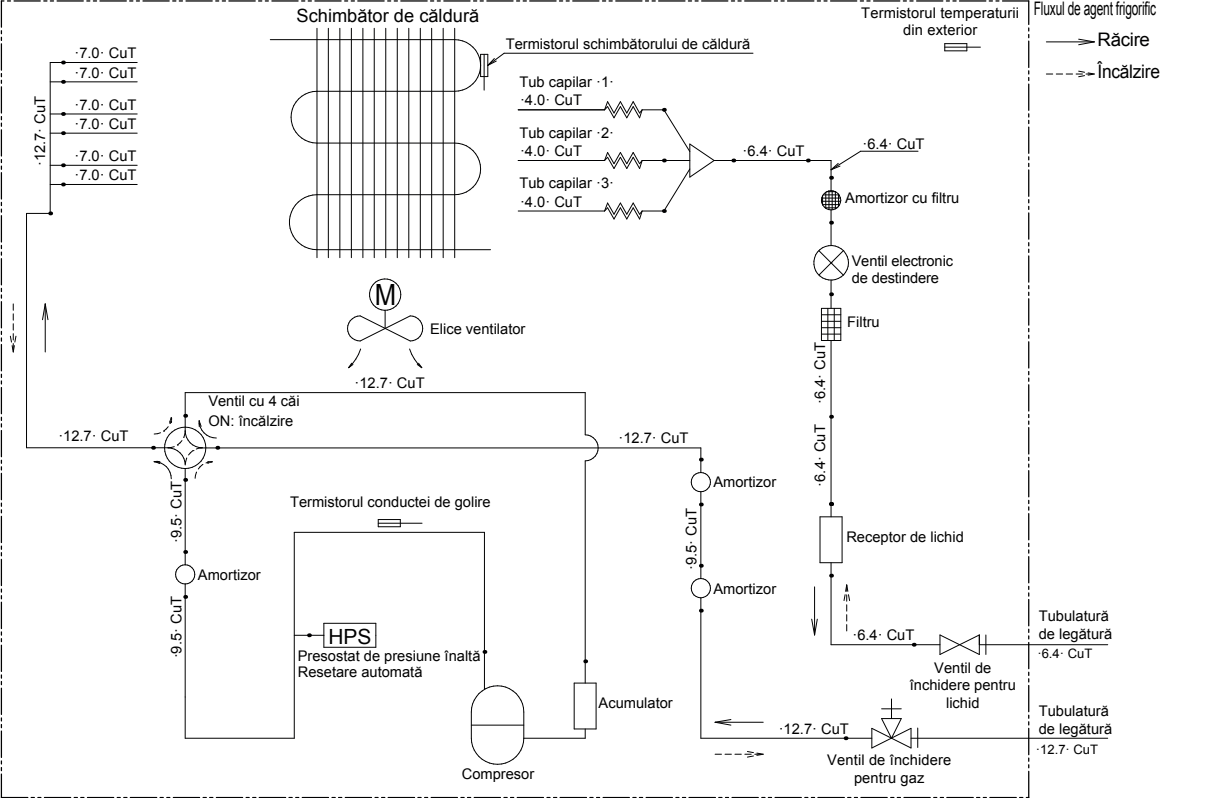 Schimbător de căldură
Termistorul temperaturii
din exterior
Fluxul de agent frigorific
Răcire
Încălzire
·7.0· CuT
·7.0· CuT
·7.0· CuT
·7.0· CuT
·7.0· CuT
·7.0· CuT
·12.7· CuT
Termistorul schimbătorului de căldură
Tub capilar ·1·
·4.0· CuT
Tub capilar ·2·
·4.0· CuT
Tub capilar ·3·
·4.0· CuT
·6.4· CuT
·6.4· CuT
Amortizor cu filtru
Ventil electronic
de destindere
Filtru
·6.4· CuT
·6.4· CuT
M
Elice ventilator
·12.7· CuT
Ventil cu 4 căi
ON: încălzire
·12.7· CuT
·12.7· CuT
Amortizor
·9.5· CuT
Amortizor
·9.5· CuT
Amortizor
·9.5· CuT
Termistorul conductei de golire
HPS
Presostat de presiune înaltă
Resetare automată
Compresor
Acumulator
Receptor de lichid
·6.4· CuT
Ventil de
închidere pentru
lichid
Tubulatură
de legătură
·6.4· CuT
·12.7· CuT
Ventil de închidere
pentru gaz
Tubulatură
de legătură
·12.7· CuT